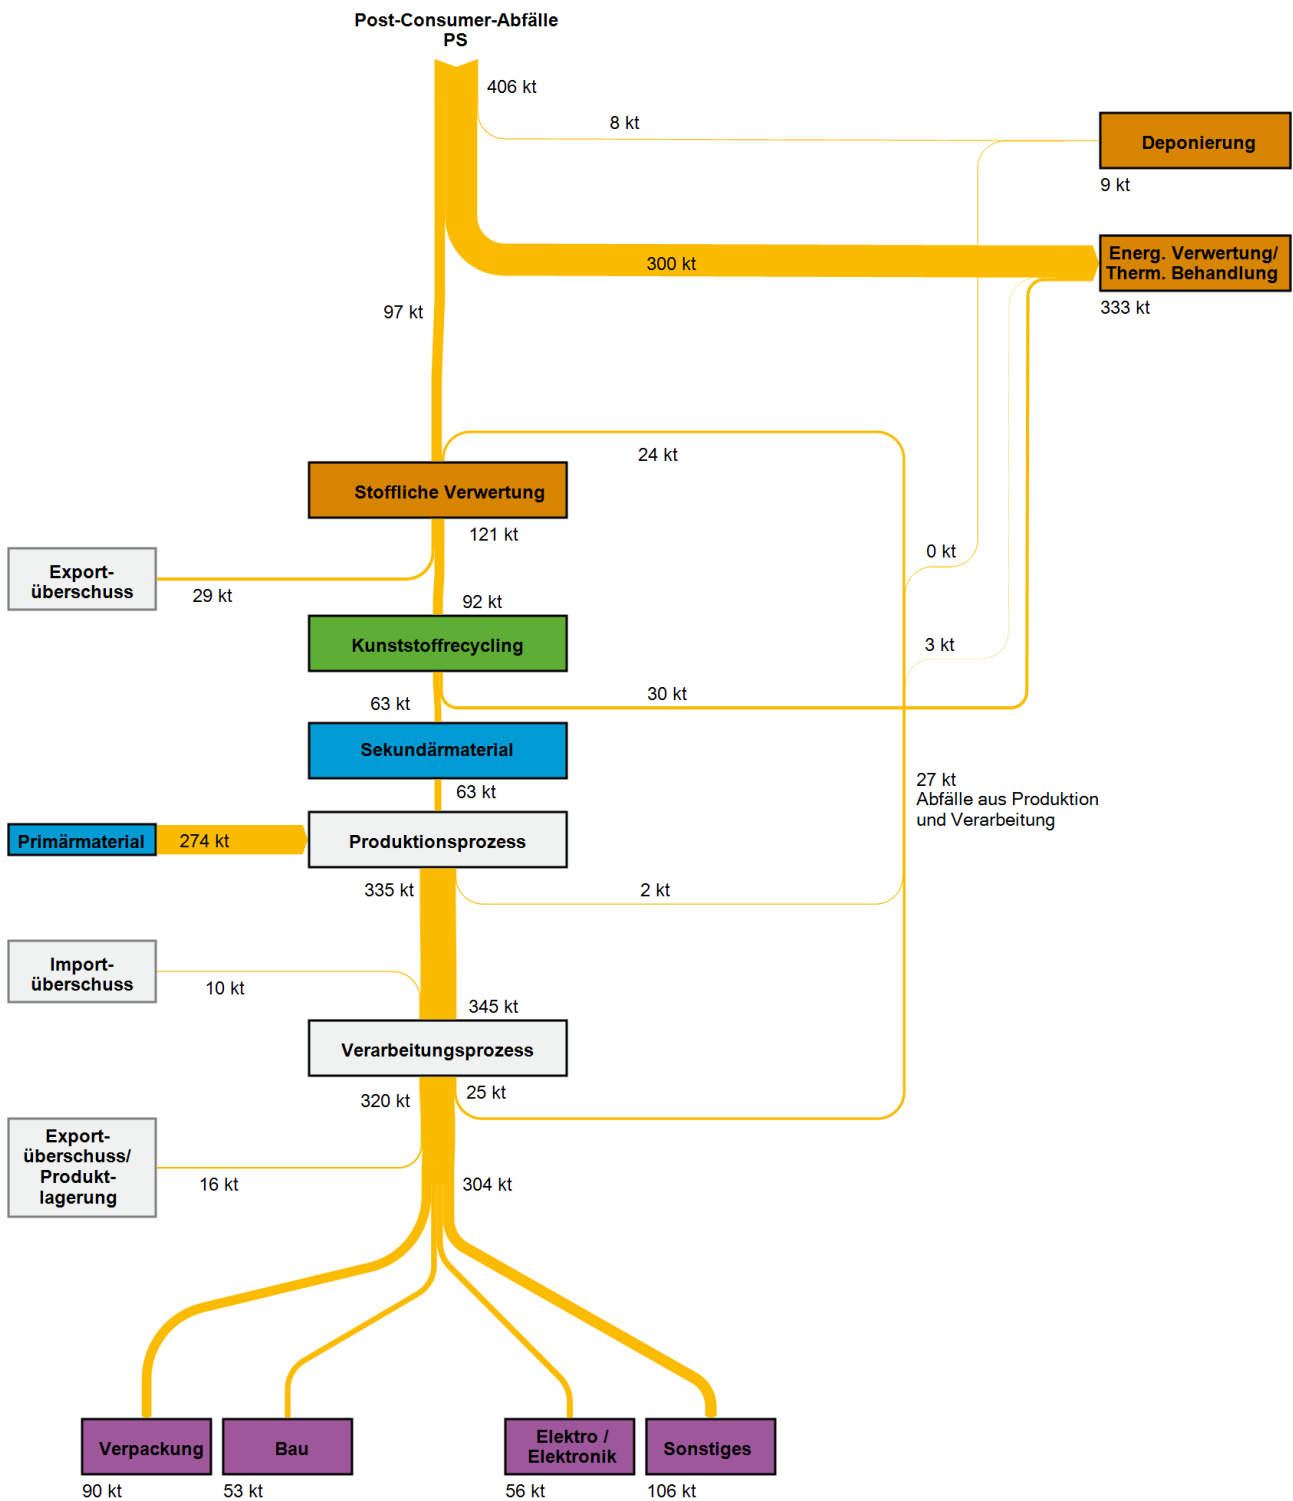 Post-Consumer-Abfälle
PS
406 kt
8 kt
Deponierung
9 kt
300 kt
Energ. Verwertung/
Therm. Behandlung
333 kt
97 kt
24 kt
Stoffliche Verwertung
121 kt
0 kt
Export-
überschuss
29 kt
92 kt
Kunststoffrecycling
3 kt
63 kt
30 kt
Sekundärmaterial
63 kt
27 kt
Abfälle aus Produktion
und Verarbeitung
Primärmaterial
274 kt
Produktionsprozess
335 kt
2 kt
Import-
überschuss
10 kt
345 kt
Verarbeitungsprozess
320 kt
25 kt
Export-
überschuss/
Produkt-
lagerung
16 kt
304 kt
Verpackung
90 kt
Bau
53 kt
Elektro /
Elektronik
56 kt
Sonstiges
106 kt